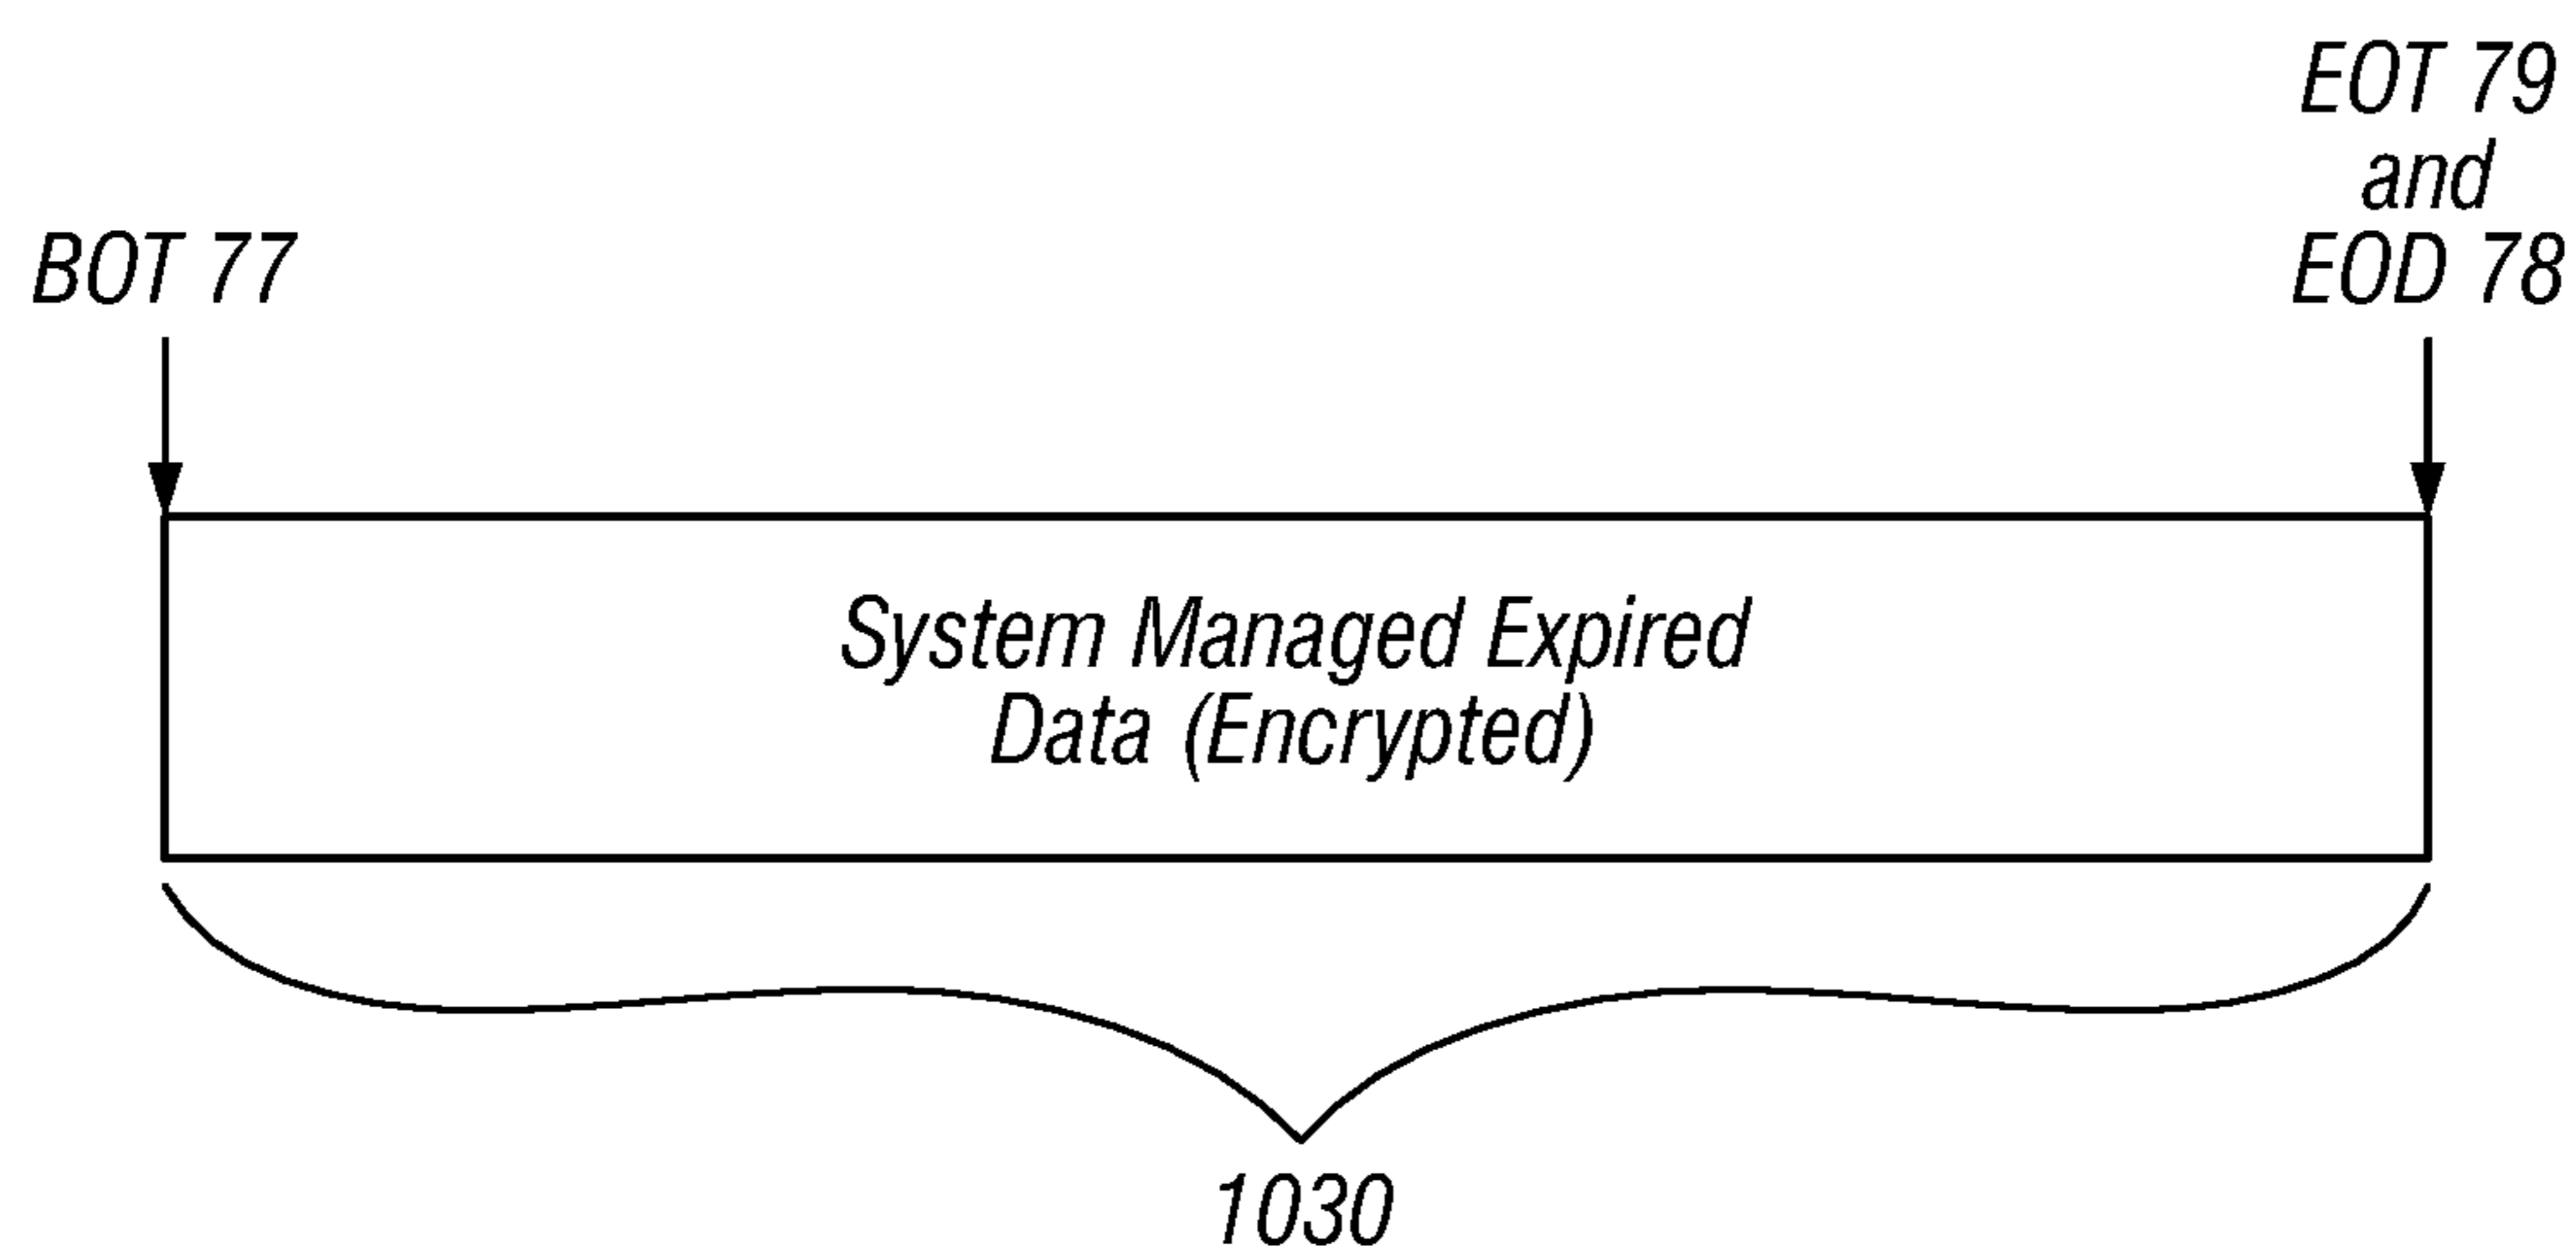 EOT 79
and
EOD 78
BOT 77
System Managed Expired
Data (Encrypted)
1030